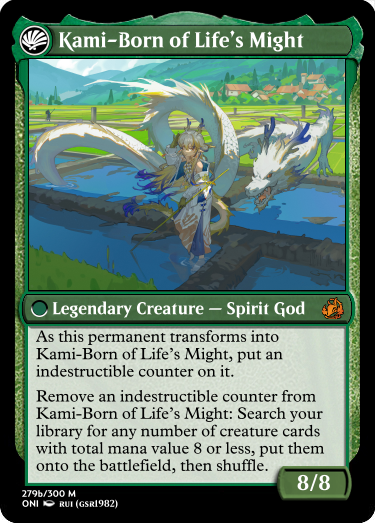 Kami-Born of Life's Might
Legendary Creature — Spirit God
As this permanent transforms into
Kami-Born of Life's Might, put an
indestructible counter on it.
Remove an indestructible counter from
Kami-Born of Life's Might: Search your
library for any number of creature cards
with total mana value 8 or less, put them
onto the battlefield, then shuffle.
8/8
279b/300 M
ONI RUI (GSR1982)